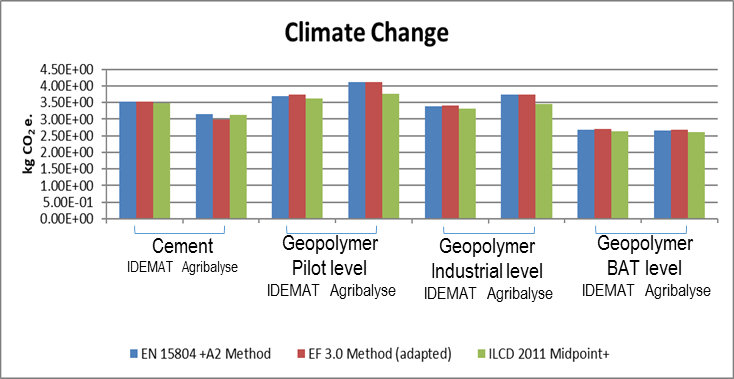 Climate Change
kg CO₂ e.
4.50E+00
4.00E+00
3.50E+00
3.00E+00
2.50E+00
2.00E+00
1.50E+00
1.00E+00
5.00E-01
0.00E+00
Cement
IDEMAT Agribalyse
Geopolymer
Pilot level
IDEMAT Agribalyse
Geopolymer
Industrial level
IDEMAT Agribalyse
Geopolymer
BAT level
IDEMAT Agribalyse
EN 15804 +A2 Method
EF 3.0 Method (adapted)
ILCD 2011 Midpoint+